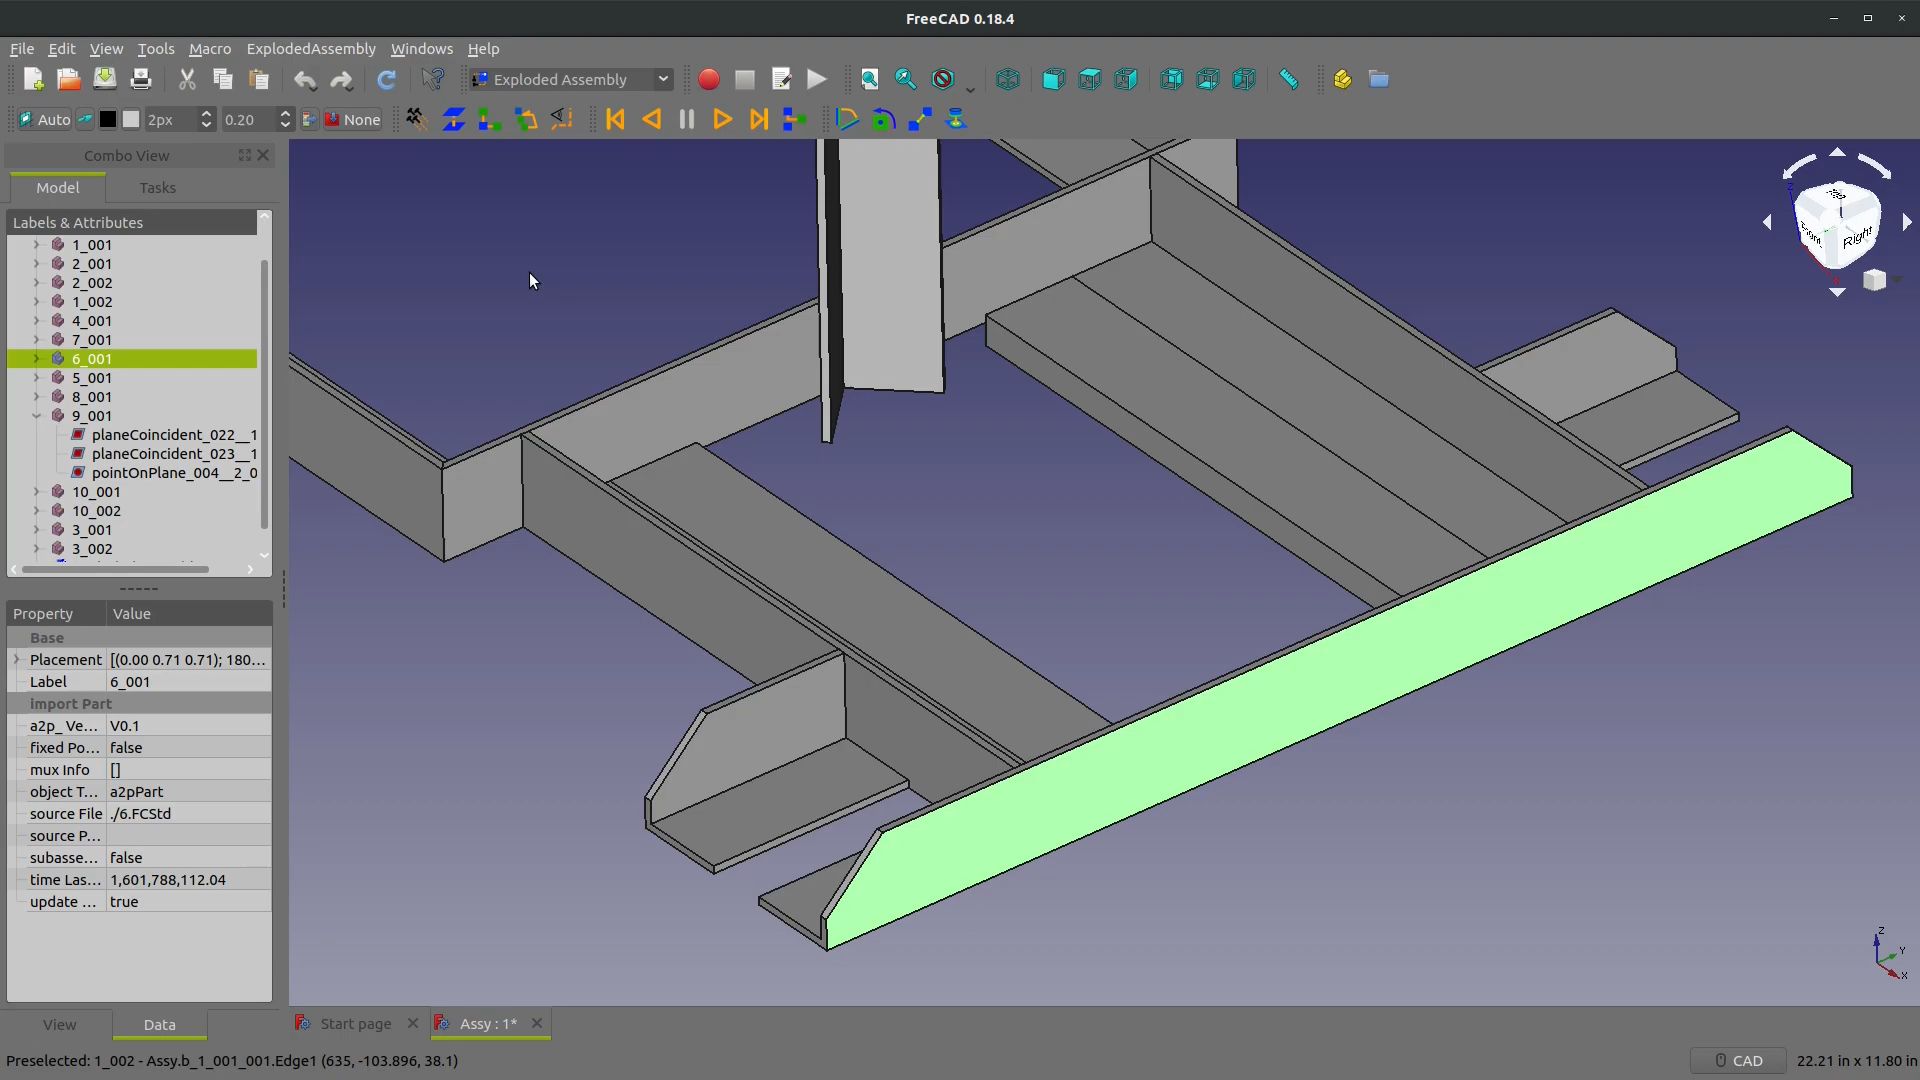 FreeCAD 0.18.4
File Edit View Tools Macro ExplodedAssembly Windows Help
Exploded Assembly
Auto 2px 0.20 None
Combo View
Model Tasks
Labels & Attributes
1_001
2_001
2_002
1_002
4_001
7_001
6_001
5_001
8_001
9_001
planeCoincident_022__1
planeCoincident_023__1
pointOnPlane_004__2_0
10_001
10_002
3_001
3_002
Property Value
Base
Placement [(0.00 0.71 0.71); 180...
Label 6_001
import Part
a2p_ Ve... V0.1
fixed Po... false
mux Info []
object T... a2pPart
source File ./6.FCStd
source P...
subasse... false
time Las... 1,601,788,112.04
update ... true
View Data
Start page Assy : 1*
Front Right
Z
Y
X
Preselected: 1_002 - Assy.b_1_001_001.Edge1 (635, -103.896, 38.1)
CAD 22.21 in x 11.80 in